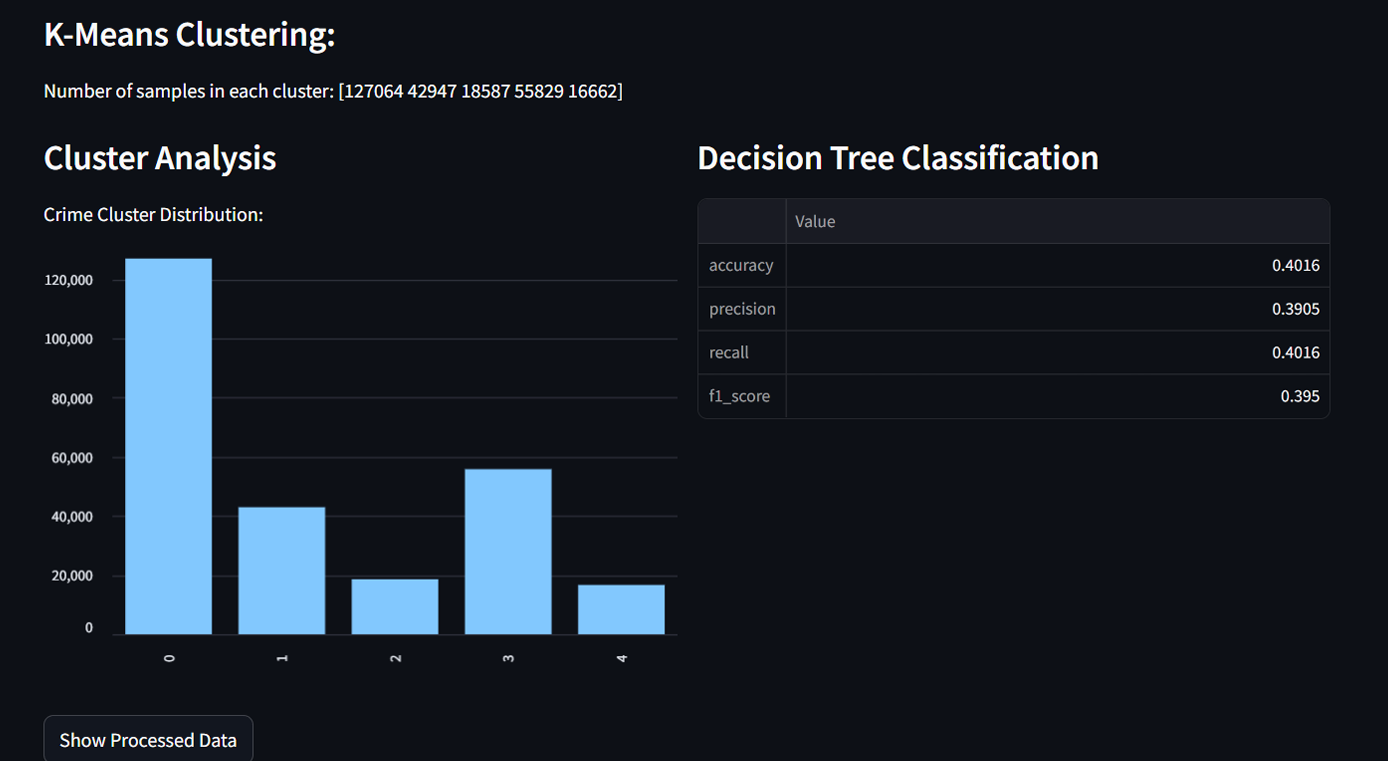 K-Means Clustering:
Number of samples in each cluster: [127064 42947 18587 55829 16662]
Cluster Analysis
Crime Cluster Distribution:
120,000
100,000
80,000
60,000
40,000
20,000
0
0 1 2 3 4
Decision Tree Classification
Value
accuracy 0.4016
precision 0.3905
recall 0.4016
f1_score 0.395
Show Processed Data